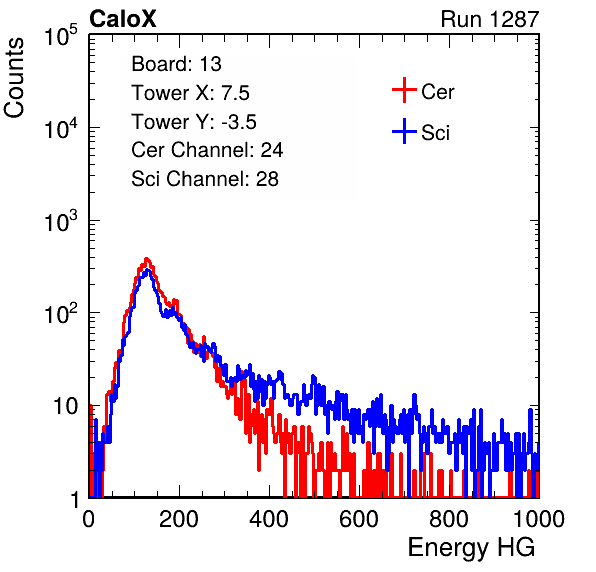 CaloX Run 1287
Counts
10^5
10^4
10^3
10^2
10
1
Board: 13
Tower X: 7.5
Tower Y: -3.5
Cer Channel: 24
Sci Channel: 28
Cer
Sci
0 200 400 600 800 1000
Energy HG